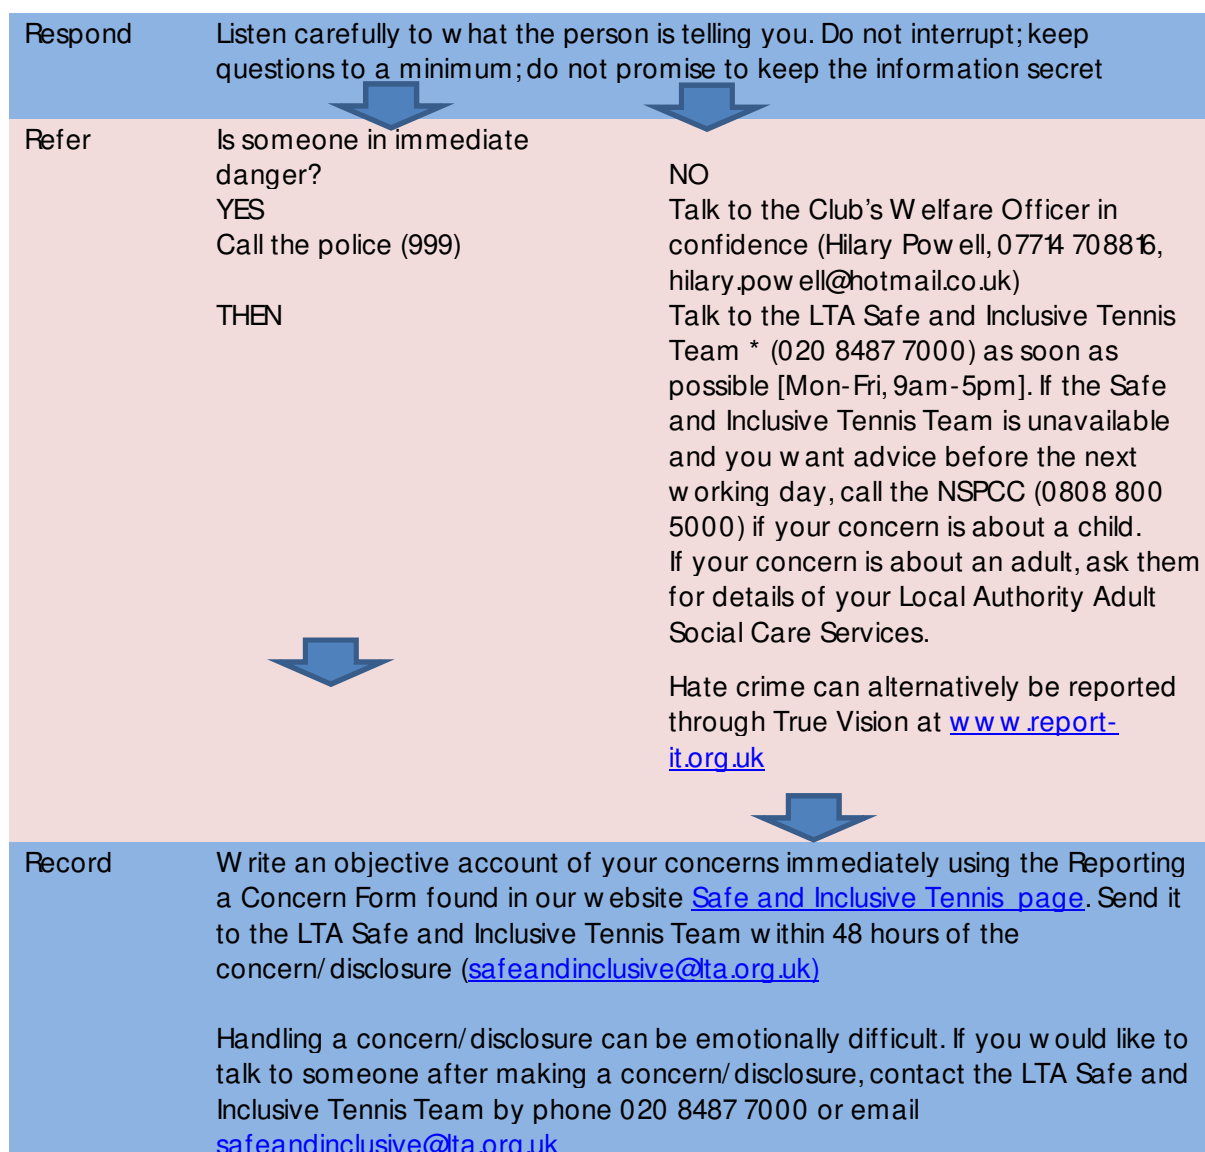 Respond
Listen carefully to what the person is telling you. Do not interrupt; keep
questions to a minimum; do not promise to keep the information secret
Refer
Is someone in immediate
danger?
YES
Call the police (999)
THEN
NO
Talk to the Club’s Welfare Officer in
confidence (Hilary Powell, 07714 708816,
hilary.powell@hotmail.co.uk)
Talk to the LTA Safe and Inclusive Tennis
Team * (020 8487 7000) as soon as
possible [Mon-Fri, 9am-5pm]. If the Safe
and Inclusive Tennis Team is unavailable
and you want advice before the next
working day, call the NSPCC (0808 800
5000) if your concern is about a child.
If your concern is about an adult, ask them
for details of your Local Authority Adult
Social Care Services.
Hate crime can alternatively be reported
through True Vision at www.report-
it.org.uk
Record
Write an objective account of your concerns immediately using the Reporting
a Concern Form found in our website Safe and Inclusive Tennis page. Send it
to the LTA Safe and Inclusive Tennis Team within 48 hours of the
concern/disclosure (safeandinclusive@lta.org.uk)
Handling a concern/disclosure can be emotionally difficult. If you would like to
talk to someone after making a concern/disclosure, contact the LTA Safe and
Inclusive Tennis Team by phone 020 8487 7000 or email
safeandinclusive@lta.org.uk